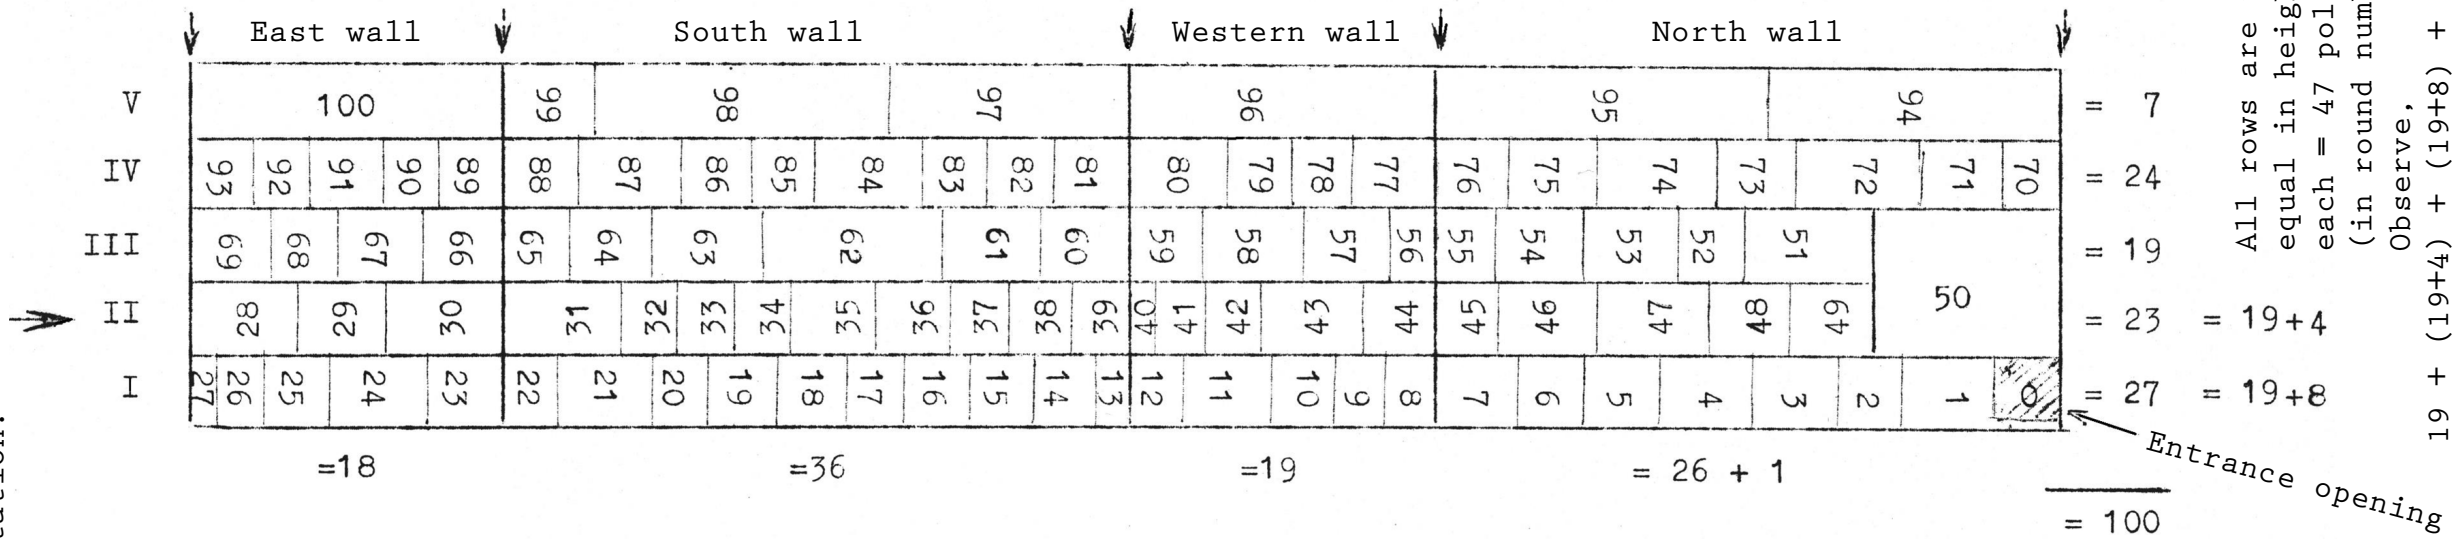 East wall South wall Western wall North wall
V 100 99 98 97 96 95 94 = 7
IV 93 92 91 90 89 88 87 86 85 84 83 82 81 80 79 78 77 76 75 74 73 72 71 70 = 24
III 69 68 67 66 65 64 63 62 61 60 59 58 57 56 55 54 53 52 51 = 19
50
II 28 29 30 31 32 33 34 35 36 37 38 39 40 41 42 43 44 45 46 47 48 49 = 23 = 19+4
I 27 26 25 24 23 22 21 20 19 18 17 16 15 14 13 12 11 10 9 8 7 6 5 4 3 2 1 0 = 27 = 19+8
=18 =36 =19 = 26 + 1
Entrance opening
= 100
All rows are
equal in
each = 47
(in round
Observe,
19 + (19+8) + (19+4) +